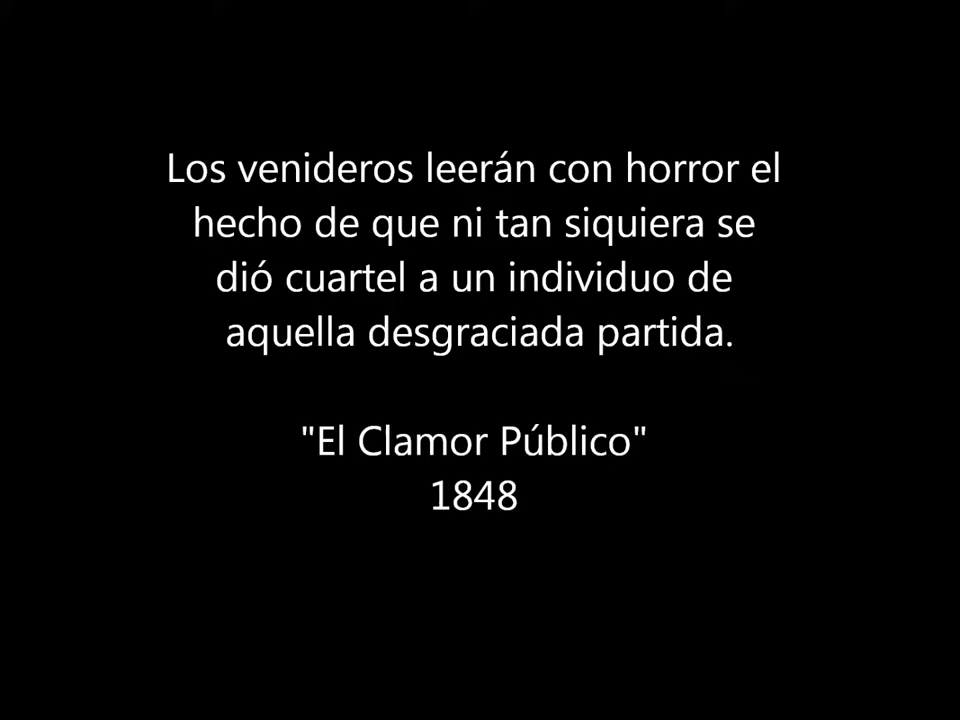 Los venideros leerán con horror el
hecho de que ni tan siquiera se
dió cuartel a un individuo de
aquella desgraciada partida.
"El Clamor Público"
1848